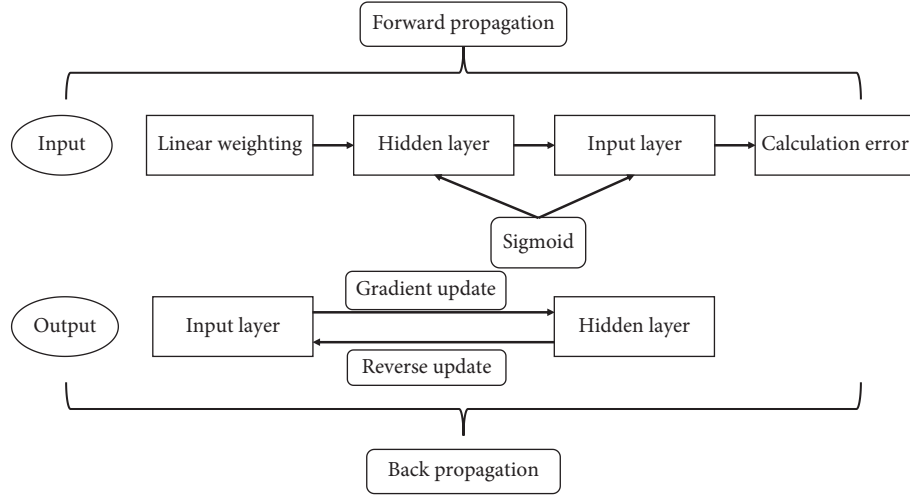 Forward propagation
Input
Linear weighting
Hidden layer
Input layer
Calculation error
Sigmoid
Gradient update
Output
Input layer
Hidden layer
Reverse update
Back propagation